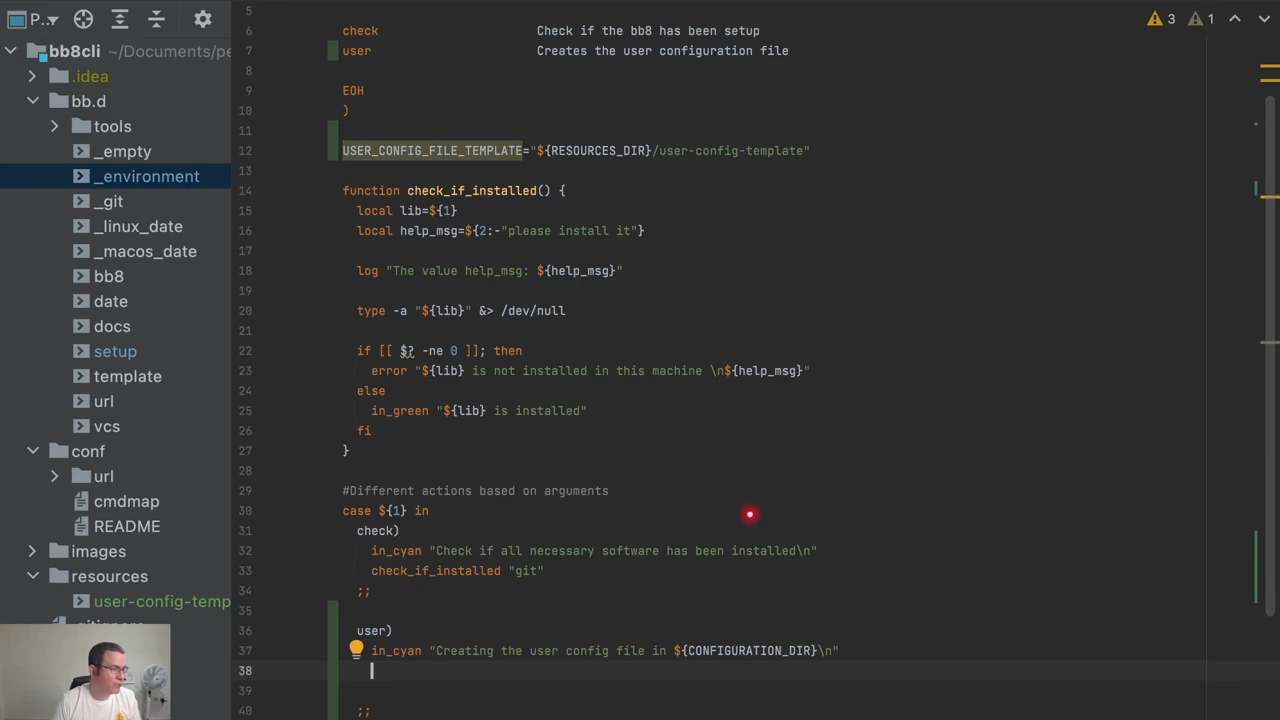 P...
bb8cli ~/Documents/pe
.idea
bb.d
tools
_empty
_environment
_git
_linux_date
_macos_date
bb8
date
docs
setup
template
url
vcs
conf
url
cmdmap
README
images
resources
user-config-temp
3 1
5
6 check Check if the bb8 has been setup
7 user Creates the user configuration file
8
9 EOH
10 )
11
12 USER_CONFIG_FILE_TEMPLATE="${RESOURCES_DIR}/user-config-template"
13
14 function check_if_installed() {
15 local lib=${1}
16 local help_msg=${2:-"please install it"}
17
18 log "The value help_msg: ${help_msg}"
19
20 type -a "${lib}" &> /dev/null
21
22 if [[ $? -ne 0 ]]; then
23 error "${lib} is not installed in this machine \n${help_msg}"
24 else
25 in_green "${lib} is installed"
26 fi
27 }
28
29 #Different actions based on arguments
30 case ${1} in
31 check)
32 in_cyan "Check if all necessary software has been installed\n"
33 check_if_installed "git"
34 ;;
35
36 user)
37 in_cyan "Creating the user config file in ${CONFIGURATION_DIR}\n"
38
39
40 ;;